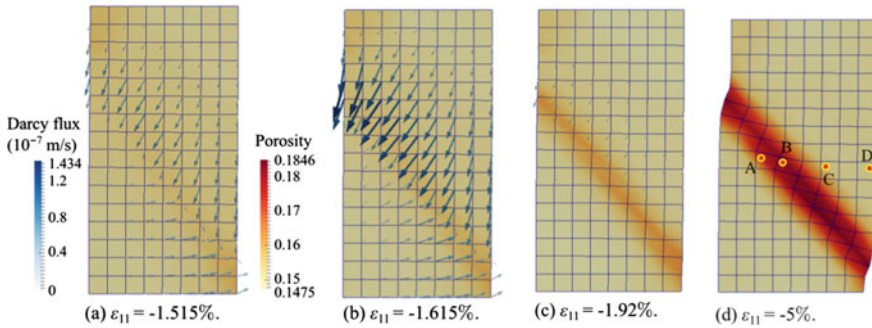 Darcy flux
(10⁻⁷ m/s)
1.434
1.2
0.8
0.4
0
Porosity
0.1846
0.18
0.17
0.16
0.15
0.1475
A
B
C
D
(a) ε₁₁ = -1.515%.
(b) ε₁₁ = -1.615%.
(c) ε₁₁ = -1.92%.
(d) ε₁₁ = -5%.